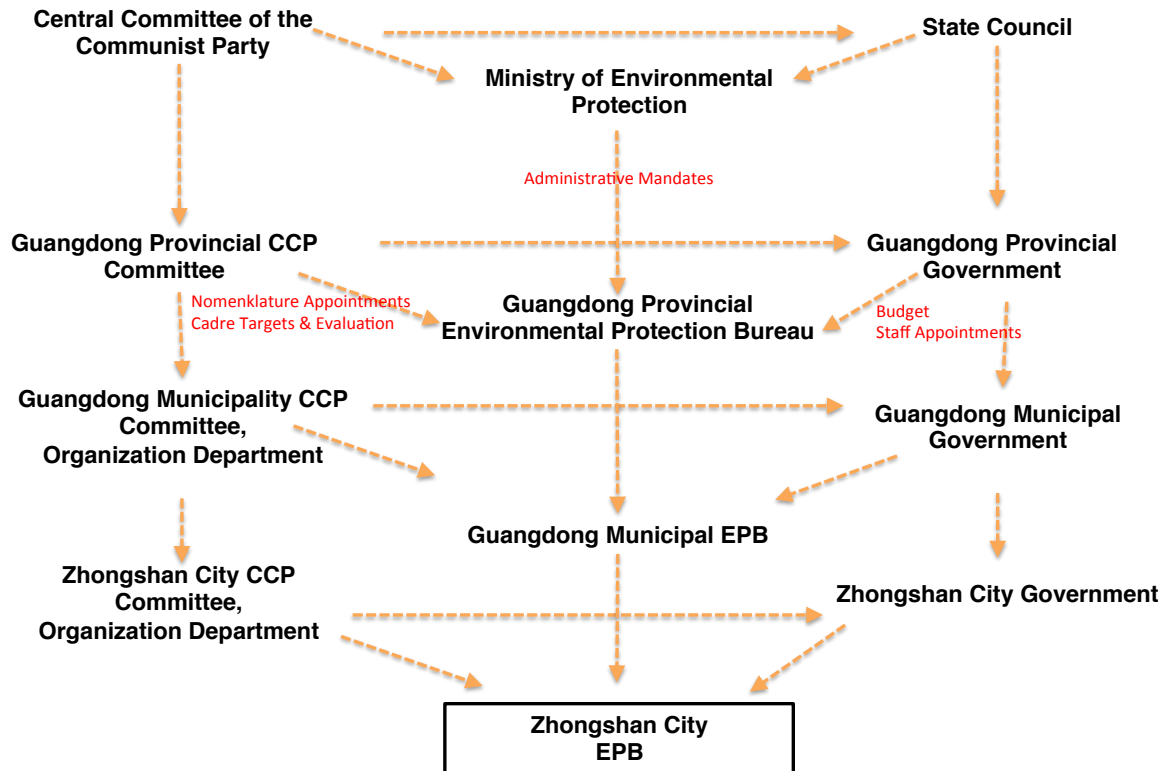 Central Committee of the
Communist Party
State Council
Ministry of Environmental
Protection
Administrative Mandates
Guangdong Provincial CCP
Committee
Guangdong Provincial
Government
Nomenklature Appointments
Cadre Targets & Evaluation
Guangdong Provincial
Environmental Protection Bureau
Budget
Staff Appointments
Guangdong Municipality CCP
Committee,
Organization Department
Guangdong Municipal
Government
Guangdong Municipal EPB
Zhongshan City CCP
Committee,
Organization Department
Zhongshan City Government
Zhongshan City
EPB